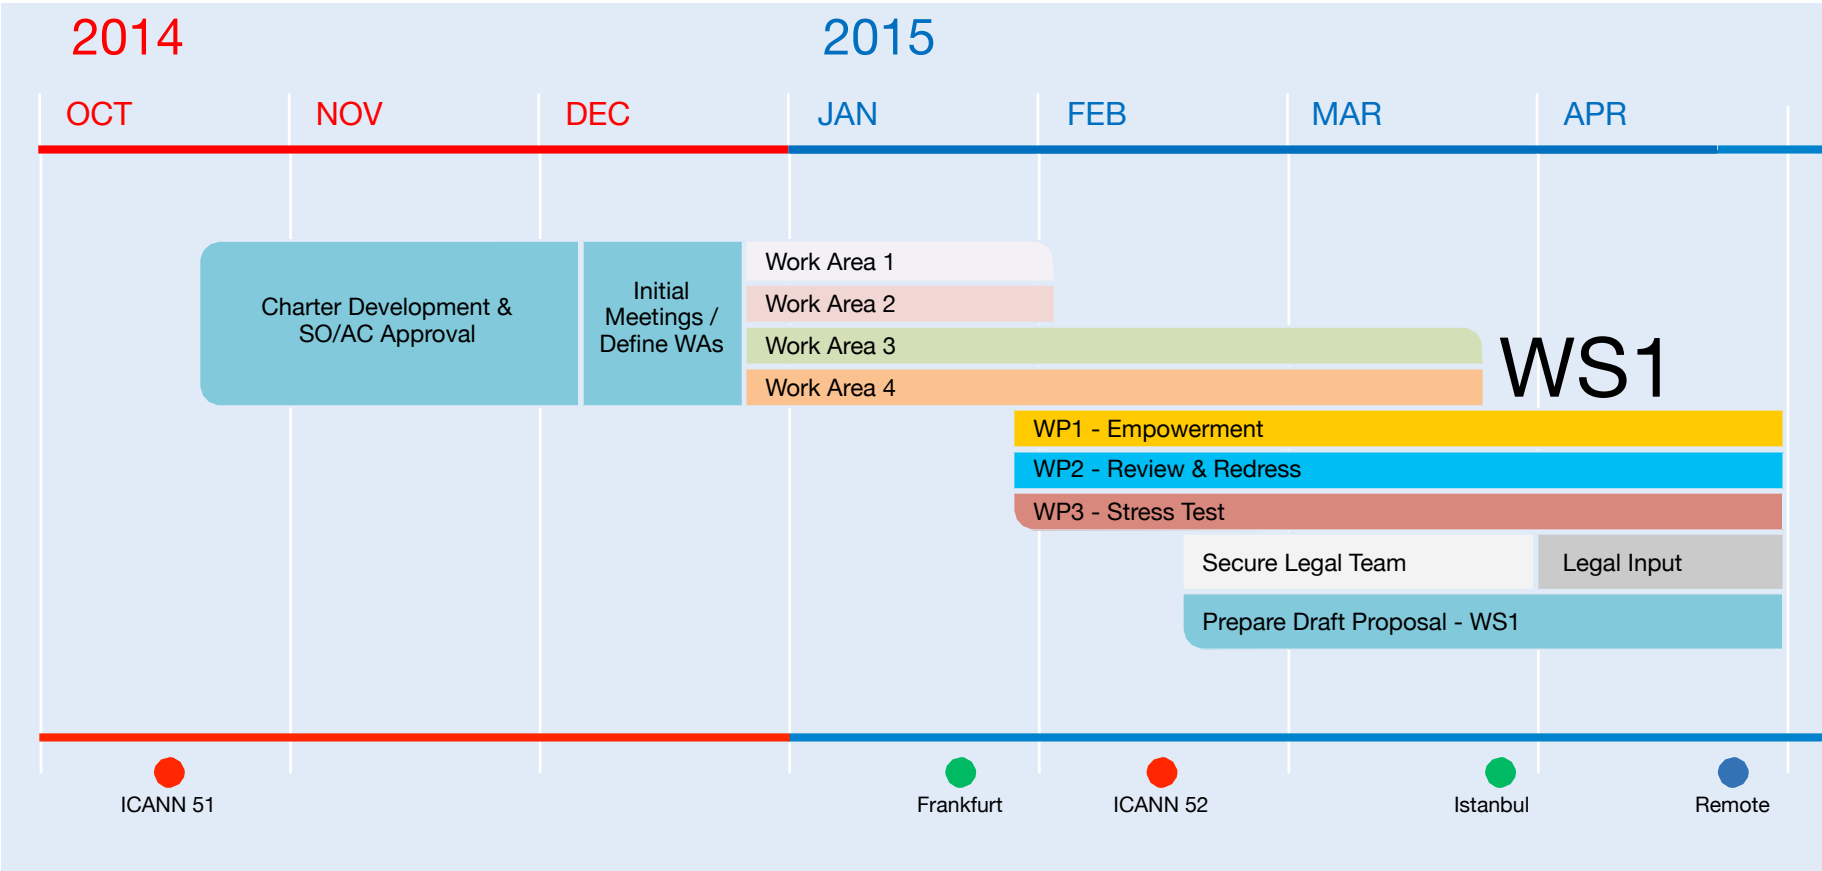 2014
2015
OCT
NOV
DEC
JAN
FEB
MAR
APR
Charter Development &
SO/AC Approval
Initial
Meetings /
Define WAs
Work Area 1
Work Area 2
Work Area 3
Work Area 4
WS1
WP1 - Empowerment
WP2 - Review & Redress
WP3 - Stress Test
Secure Legal Team
Legal Input
Prepare Draft Proposal - WS1
ICANN 51
Frankfurt
ICANN 52
Istanbul
Remote